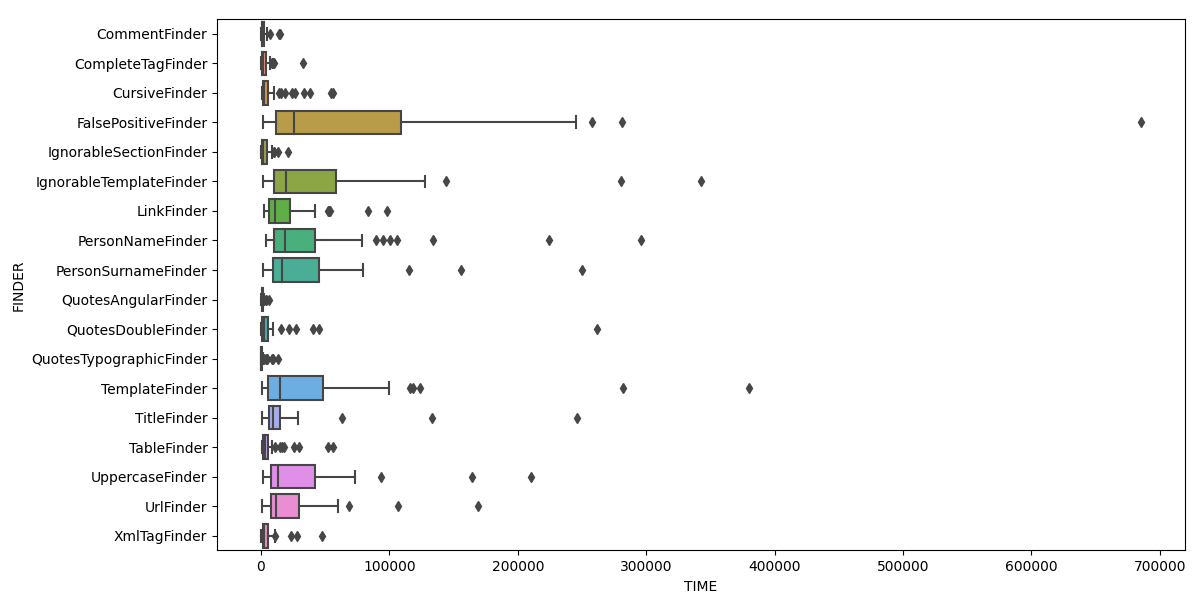 CommentFinder
CompleteTagFinder
CursiveFinder
FalsePositiveFinder
IgnorableSectionFinder
IgnorableTemplateFinder
LinkFinder
PersonNameFinder
PersonSurnameFinder
QuotesAngularFinder
QuotesDoubleFinder
QuotesTypographicFinder
TemplateFinder
TitleFinder
TableFinder
UppercaseFinder
UrlFinder
XmlTagFinder
FINDER
0 100000 200000 300000 400000 500000 600000 700000
TIME